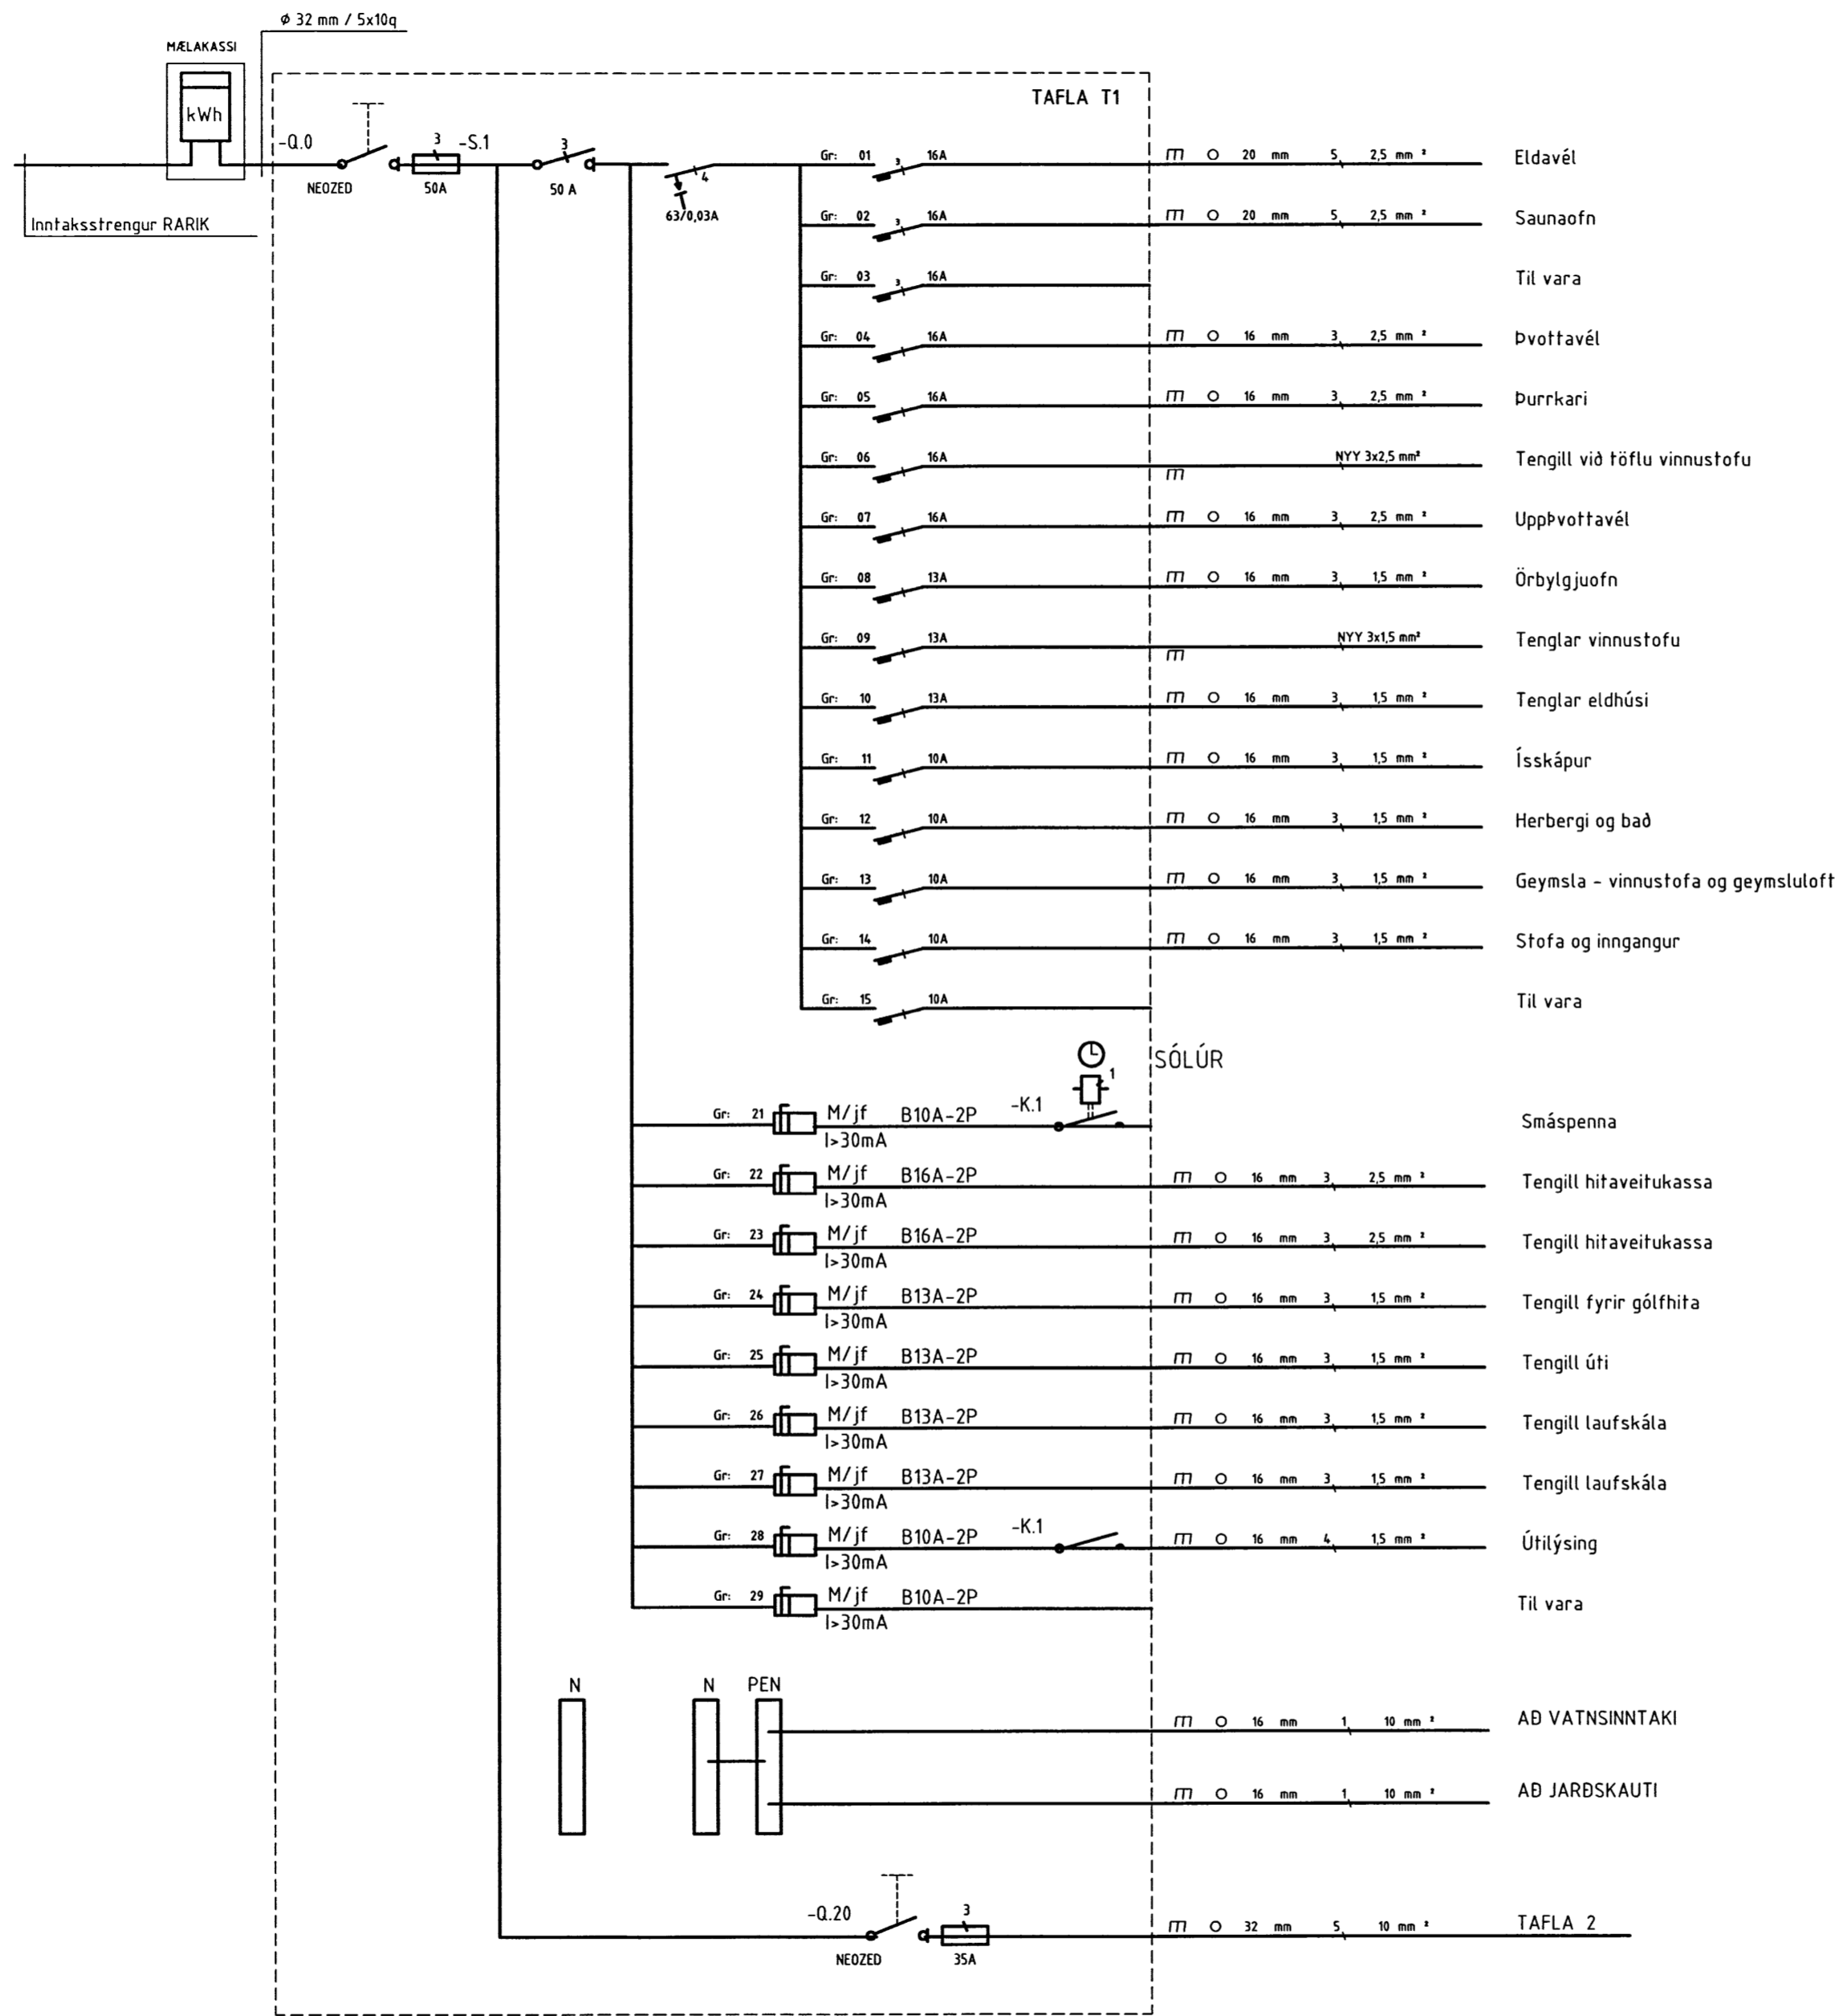 ø 32 mm / 5x10q
MÆLAKASSI
kWh
TAFLA T1
-Q.0
3
-S.1
3
NEOZED
50A
50 A
4
63/0,03A
Inntaksstrengur RARIK
Gr: 01 3 16A 20 mm 5 2,5 mm ² Eldavél
Gr: 02 3 16A 20 mm 5 2,5 mm ² Saunaofn
Gr: 03 3 16A Til vara
Gr: 04 16A 16 mm 3 2,5 mm ² Þvottavél
Gr: 05 16A 16 mm 3 2,5 mm ² Þurrkari
Gr: 06 16A NYY 3x2,5 mm² Tengill við töflu vinnustofu
Gr: 07 16A 16 mm 3 2,5 mm ² Uppþvottavél
Gr: 08 13A 16 mm 3 1,5 mm ² Örbylgjuofn
Gr: 09 13A NYY 3x1,5 mm² Tenglar vinnustofu
Gr: 10 13A 16 mm 3 1,5 mm ² Tenglar eldhúsi
Gr: 11 10A 16 mm 3 1,5 mm ² Ísskápur
Gr: 12 10A 16 mm 3 1,5 mm ² Herbergi og bað
Gr: 13 10A 16 mm 3 1,5 mm ² Geymsla - vinnustofa og geymsluloft
Gr: 14 10A 16 mm 3 1,5 mm ² Stofa og inngangur
Gr: 15 10A Til vara
SÓLÚR
1
Gr: 21 M/jf B10A-2P -K.1 Smáspenna
I>30mA
Gr: 22 M/jf B16A-2P 16 mm 3 2,5 mm ² Tengill hitaveitukassa
I>30mA
Gr: 23 M/jf B16A-2P 16 mm 3 2,5 mm ² Tengill hitaveitukassa
I>30mA
Gr: 24 M/jf B13A-2P 16 mm 3 1,5 mm ² Tengill fyrir gólfhita
I>30mA
Gr: 25 M/jf B13A-2P 16 mm 3 1,5 mm ² Tengill úti
I>30mA
Gr: 26 M/jf B13A-2P 16 mm 3 1,5 mm ² Tengill laufskála
I>30mA
Gr: 27 M/jf B13A-2P 16 mm 3 1,5 mm ² Tengill laufskála
I>30mA
Gr: 28 M/jf B10A-2P -K.1 16 mm 4 1,5 mm ² Útilýsing
I>30mA
Gr: 29 M/jf B10A-2P Til vara
I>30mA
N N PEN
16 mm 1 10 mm ² AÐ VATNSINNTAKI
16 mm 1 10 mm ² AÐ JARÐSKAUTI
-Q.20 3 32 mm 5 10 mm ² TAFLA 2
NEOZED 35A